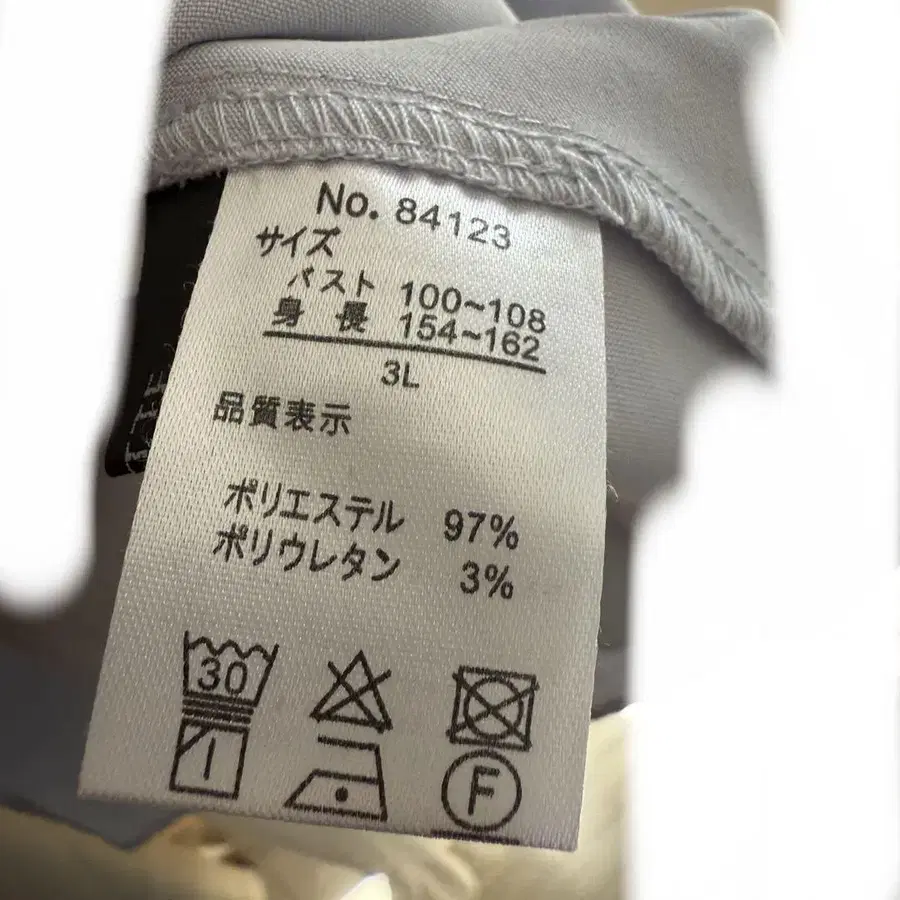 No. 84123
サイズ
バスト 100~108
身長 154~162
3L
品質表示
ポリエステル 97%
ポリウレタン 3%
30
F